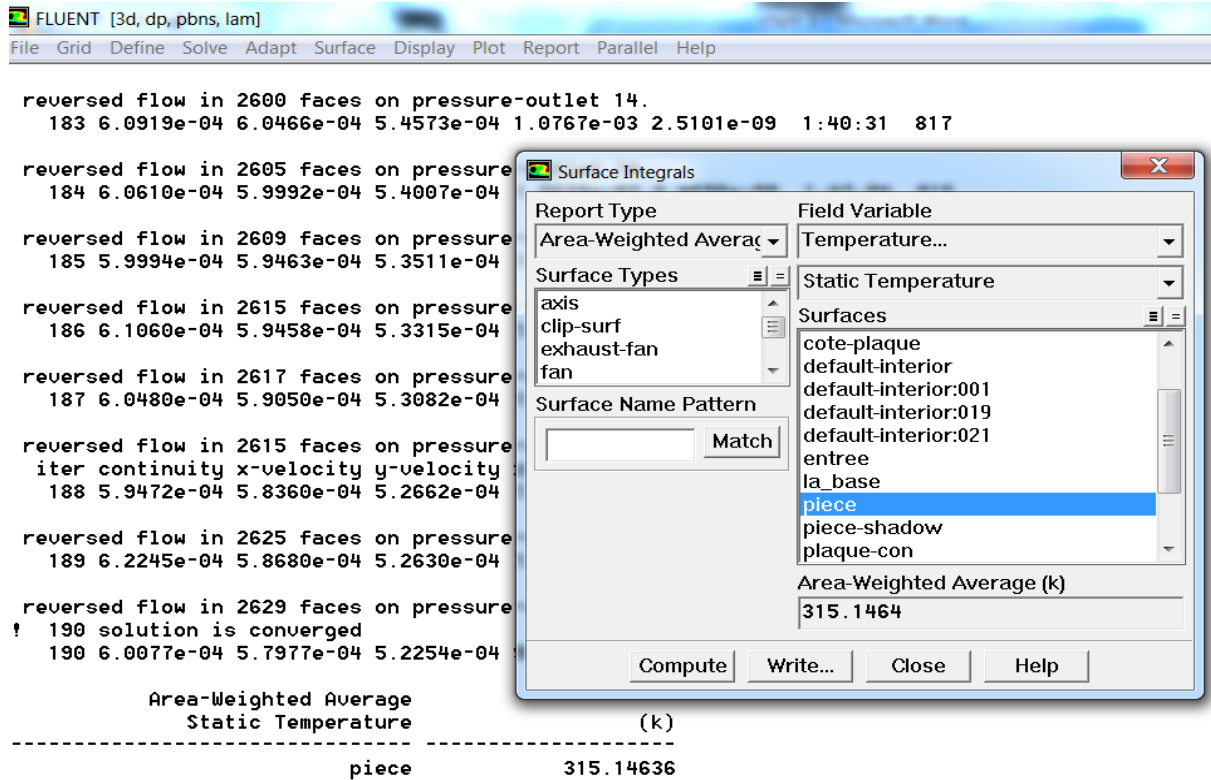 FLUENT [3d, dp, pbns, lam]
File Grid Define Solve Adapt Surface Display Plot Report Parallel Help
reversed flow in 2600 faces on pressure-outlet 14.
183 6.0919e-04 6.0466e-04 5.4573e-04 1.0767e-03 2.5101e-09 1:40:31 817
reversed flow in 2605 faces on pressure
184 6.0610e-04 5.9992e-04 5.4007e-04
reversed flow in 2609 faces on pressure
185 5.9994e-04 5.9463e-04 5.3511e-04
reversed flow in 2615 faces on pressure
186 6.1060e-04 5.9458e-04 5.3315e-04
reversed flow in 2617 faces on pressure
187 6.0480e-04 5.9050e-04 5.3082e-04
reversed flow in 2615 faces on pressure
iter continuity x-velocity y-velocity
188 5.9472e-04 5.8360e-04 5.2662e-04
reversed flow in 2625 faces on pressure
189 6.2245e-04 5.8680e-04 5.2630e-04
reversed flow in 2629 faces on pressure
! 190 solution is converged
190 6.0077e-04 5.7977e-04 5.2254e-04
Area-Weighted Average
Static Temperature (k)
-------------------------------- --------------------
piece 315.14636
Surface Integrals
Report Type
Area-Weighted Averag
Surface Types
axis
clip-surf
exhaust-fan
fan
Surface Name Pattern
Match
Field Variable
Temperature...
Static Temperature
Surfaces
cote-plaque
default-interior
default-interior:001
default-interior:019
default-interior:021
entree
la_base
piece
piece-shadow
plaque-con
Area-Weighted Average (k)
315.1464
Compute Write... Close Help